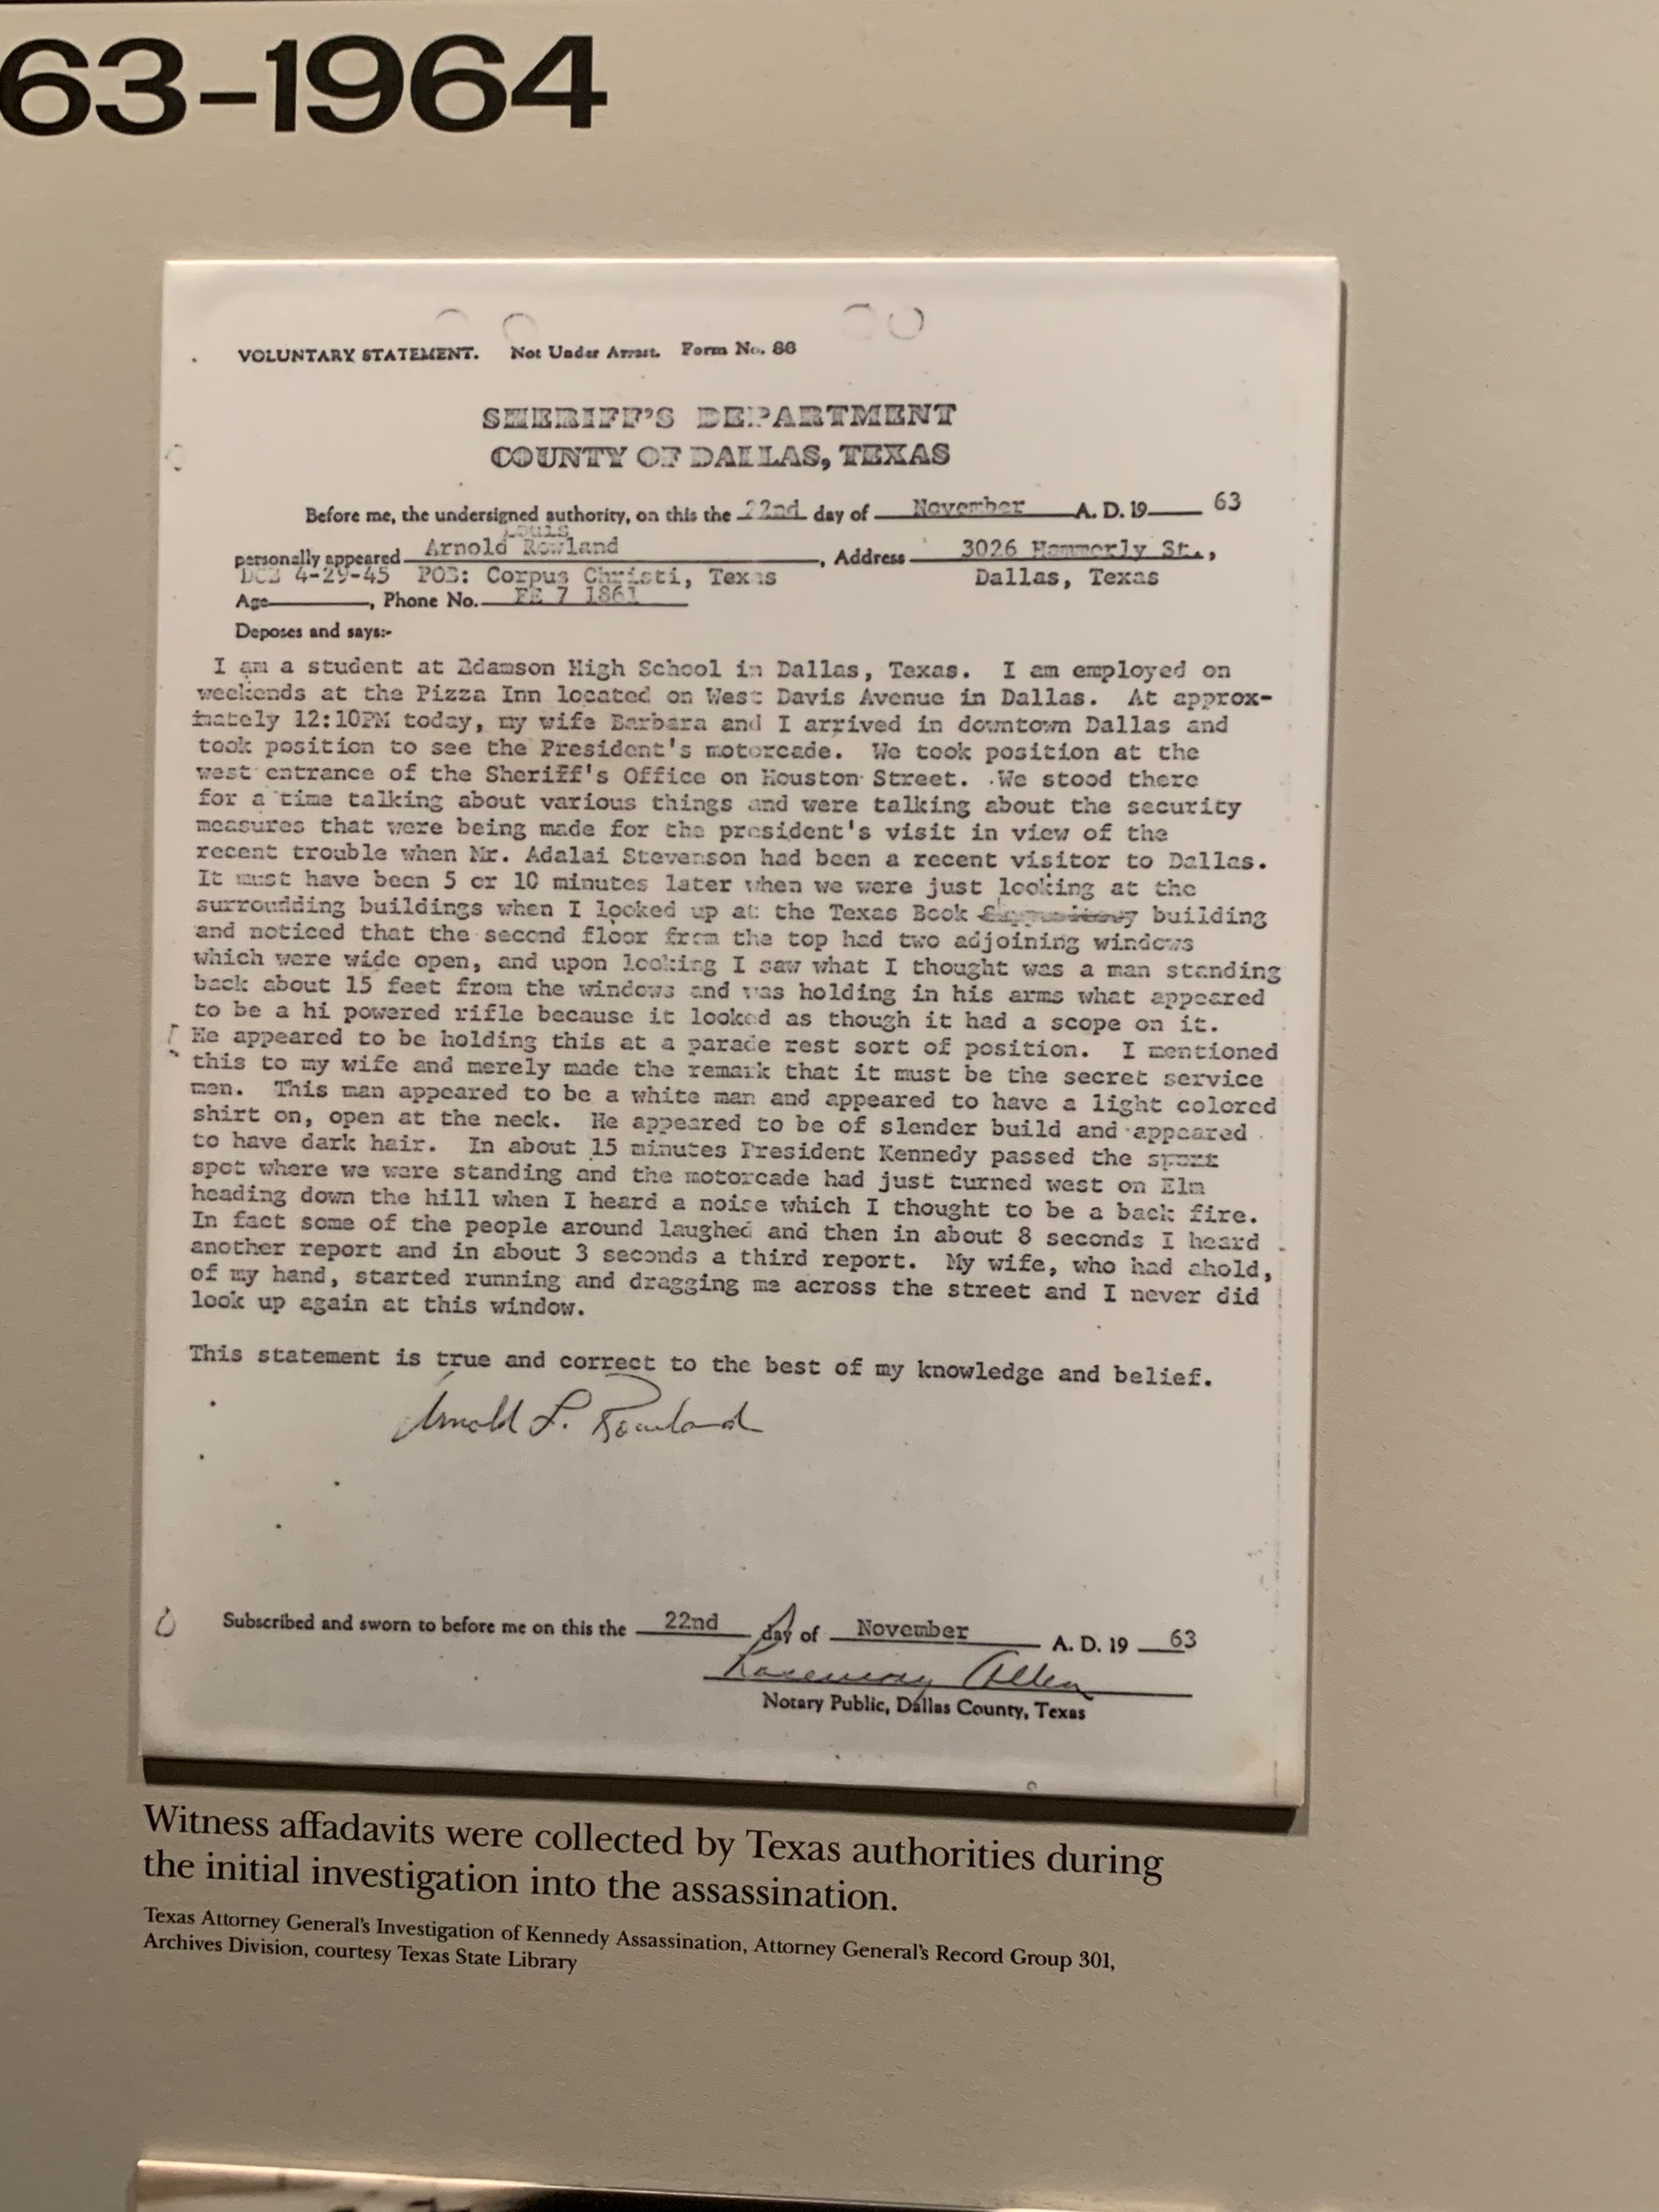 63-1964
VOLUNTARY STATEMENT. Not Under Arrest. Form No. 86
SHERIFF'S DEPARTMENT
COUNTY OF DALLAS, TEXAS
Before me, the undersigned authority, on this the 22nd day of November A. D. 19 63
Louis
personally appeared Arnold Rowland, Address 3026 Hammerly St.,
DOB 4-29-45 POB: Corpus Christi, Texas Dallas, Texas
Age, Phone No. FE 7 1861
Deposes and says:-
I am a student at Adamson High School in Dallas, Texas. I am employed on
weekends at the Pizza Inn located on West Davis Avenue in Dallas. At approx-
imately 12:10PM today, my wife Barbara and I arrived in downtown Dallas and
took position to see the President's motorcade. We took position at the
west entrance of the Sheriff's Office on Houston Street. We stood there
for a time talking about various things and were talking about the security
measures that were being made for the president's visit in view of the
recent trouble when Mr. Adalai Stevenson had been a recent visitor to Dallas.
It must have been 5 or 10 minutes later when we were just looking at the
surroudding buildings when I looked up at the Texas Book building
and noticed that the second floor from the top had two adjoining windows
which were wide open, and upon looking I saw what I thought was a man standing
back about 15 feet from the windows and was holding in his arms what appeared
to be a hi powered rifle because it looked as though it had a scope on it.
He appeared to be holding this at a parade rest sort of position. I mentioned
this to my wife and merely made the remark that it must be the secret service
men. This man appeared to be a white man and appeared to have a light colored
shirt on, open at the neck. He appeared to be of slender build and appeared
to have dark hair. In about 15 minutes President Kennedy passed the
spot where we were standing and the motorcade had just turned west on Elm
heading down the hill when I heard a noise which I thought to be a back fire.
In fact some of the people around laughed and then in about 8 seconds I heard
another report and in about 3 seconds a third report. My wife, who had ahold,
of my hand, started running and dragging me across the street and I never did
look up again at this window.
This statement is true and correct to the best of my knowledge and belief.
Arnold L. Rowland
Subscribed and sworn to before me on this the 22nd day of November A. D. 19 63
Rosemary Allen
Notary Public, Dallas County, Texas
Witness affadavits were collected by Texas authorities during
the initial investigation into the assassination.
Texas Attorney General's Investigation of Kennedy Assassination, Attorney General's Record Group 301,
Archives Division, courtesy Texas State Library